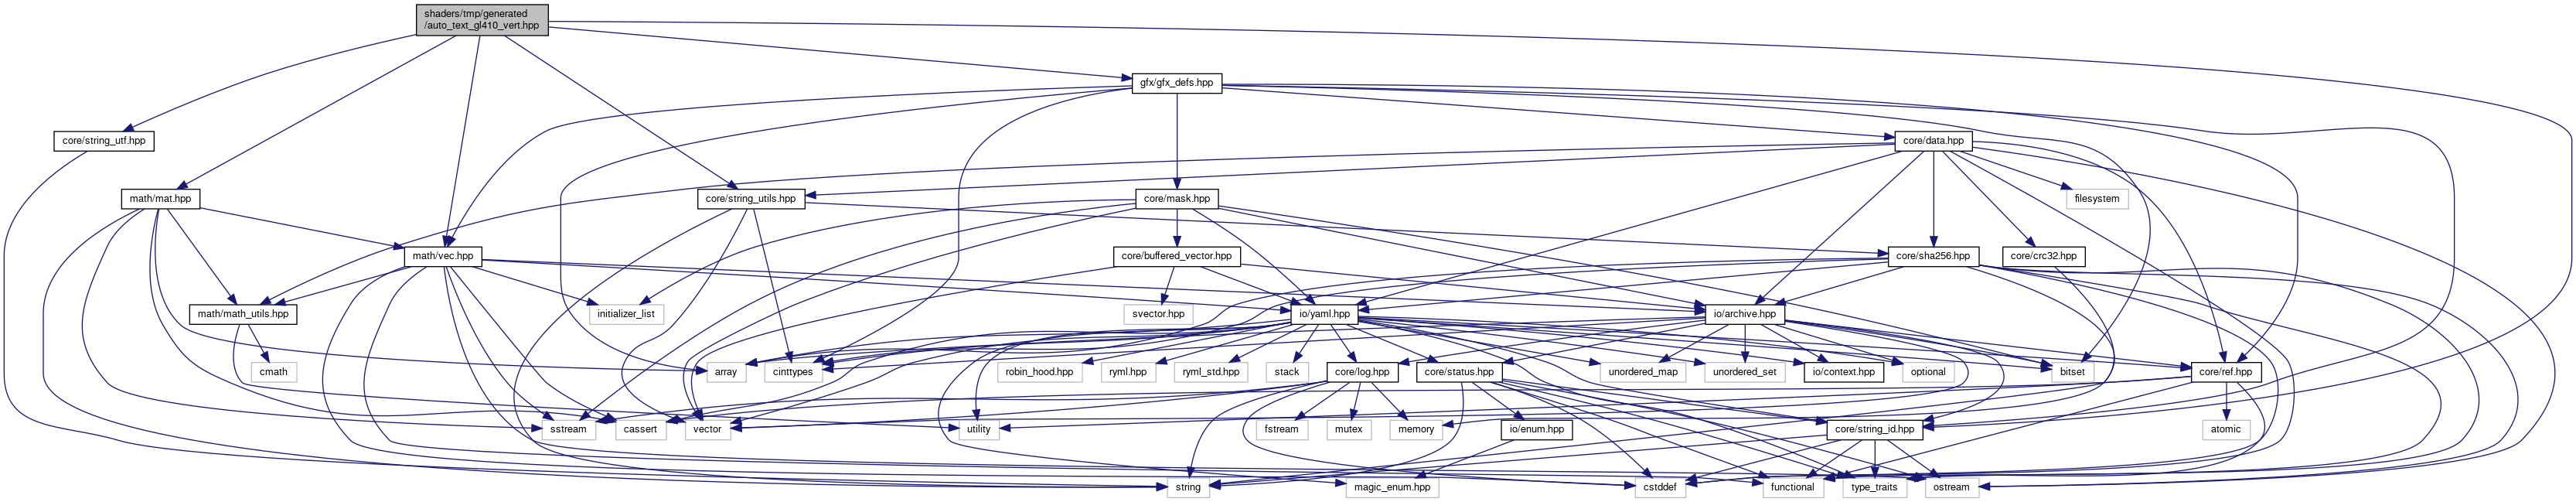 shaders/tmp/generated
/auto_text_gl410_vert.hpp
gfx/gfx_defs.hpp
core/string_utf.hpp
core/data.hpp
math/mat.hpp
core/string_utils.hpp
core/mask.hpp
filesystem
math/vec.hpp
core/buffered_vector.hpp
core/sha256.hpp
core/crc32.hpp
math/math_utils.hpp
initializer_list
svector.hpp
io/yaml.hpp
io/archive.hpp
cmath
array
cinttypes
robin_hood.hpp
ryml.hpp
ryml_std.hpp
stack
core/log.hpp
core/status.hpp
unordered_map
unordered_set
io/context.hpp
optional
bitset
core/ref.hpp
sstream
cassert
vector
utility
fstream
mutex
memory
io/enum.hpp
core/string_id.hpp
atomic
string
magic_enum.hpp
cstddef
functional
type_traits
ostream